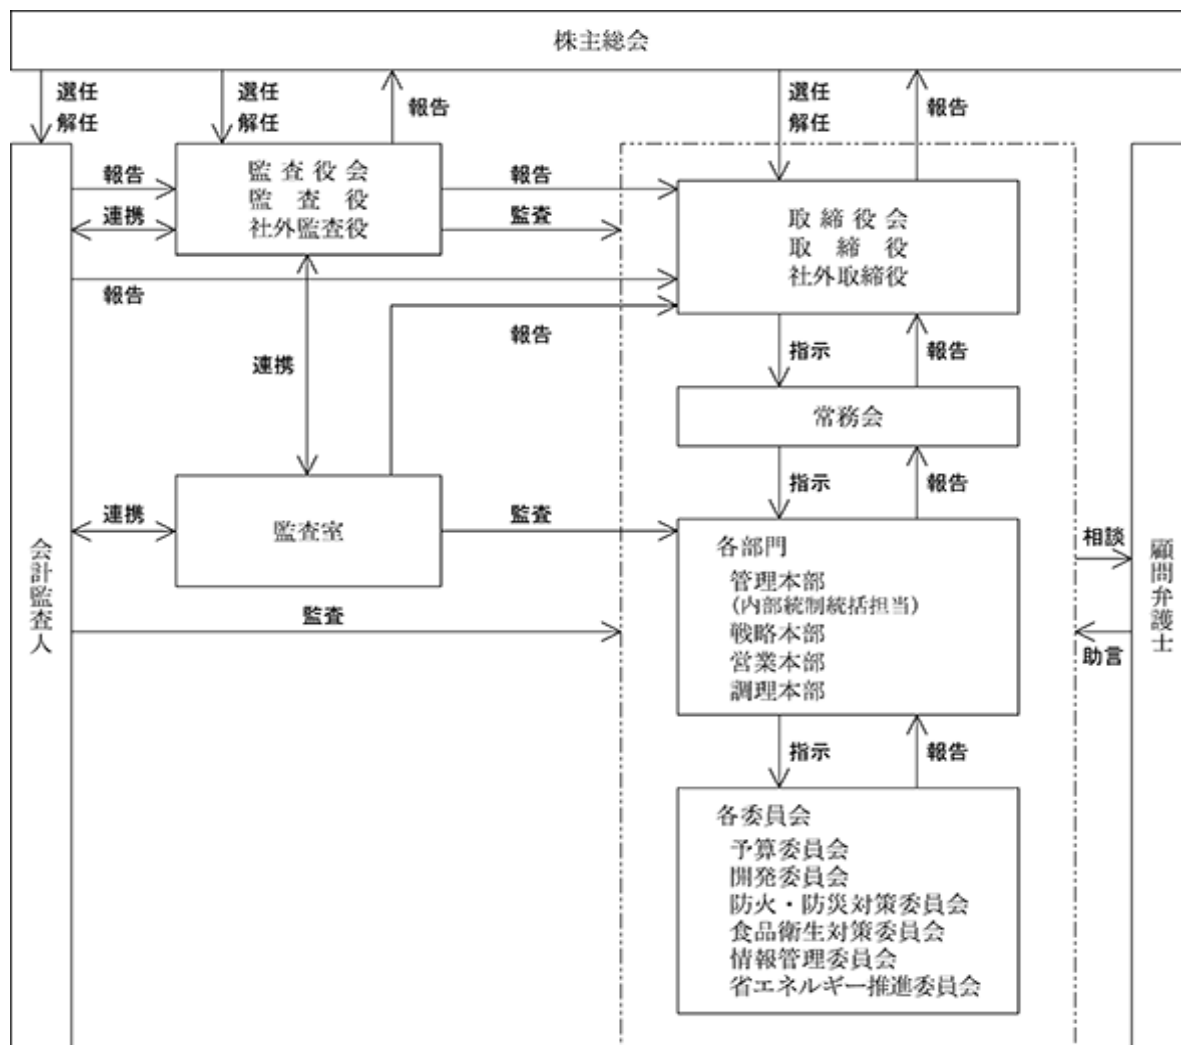 株主総会
選任
解任
選任
解任
報告
選任
解任
報告
報告
連携
監査役会
監査役
社外監査役
報告
監査
取締役会
取締役
社外取締役
報告
報告
連携
指示
報告
常務会
指示
報告
連携
監査室
監査
各部門
管理本部
(内部統制統括担当)
戦略本部
営業本部
調理本部
会計監査人
監査
相談
助言
顧問弁護士
指示
報告
各委員会
予算委員会
開発委員会
防火・防災対策委員会
食品衛生対策委員会
情報管理委員会
省エネルギー推進委員会